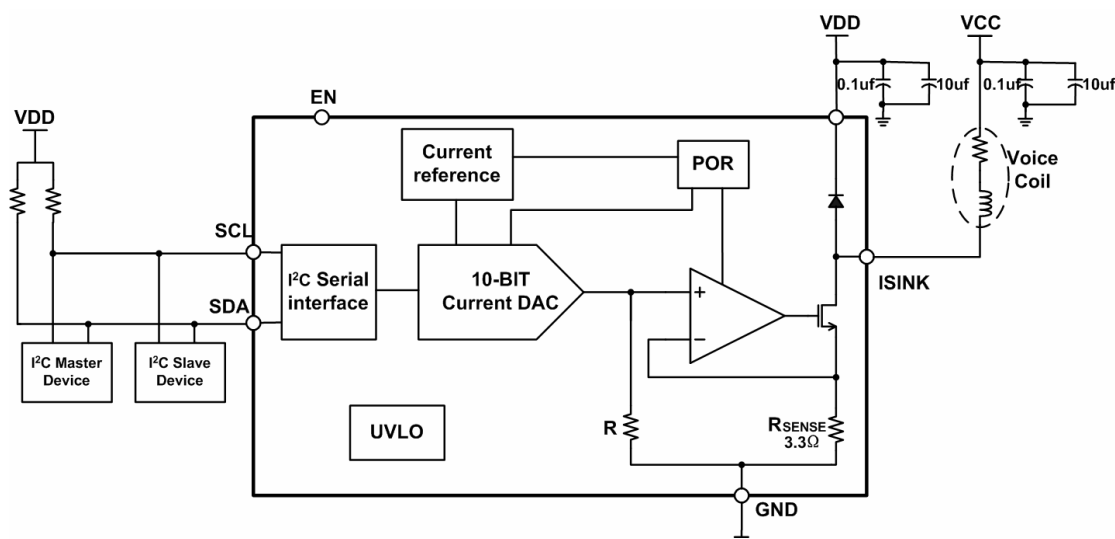 VDD
VCC
0.1uf
10uf
0.1uf
10uf
EN
VDD
Current
reference
POR
Voice
Coil
SCL
I²C Serial
interface
10-BIT
Current DAC
+
−
ISINK
SDA
I²C Master
Device
I²C Slave
Device
UVLO
R
RSENSE
3.3Ω
GND